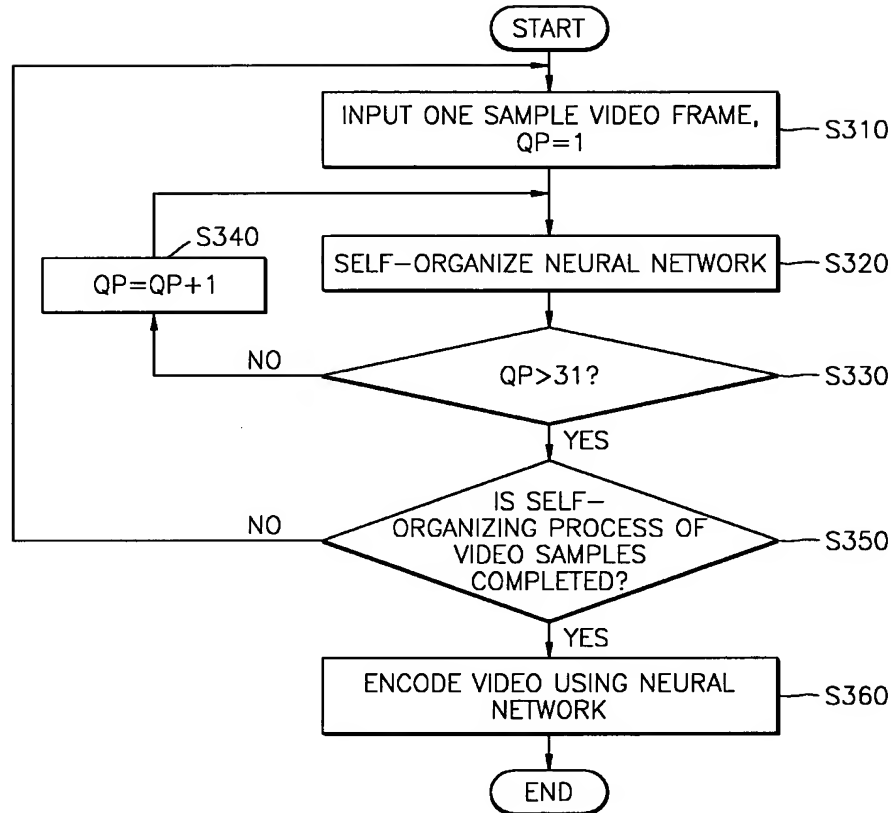 START
INPUT ONE SAMPLE VIDEO FRAME,
QP=1
S310
S340
QP=QP+1
SELF-ORGANIZE NEURAL NETWORK
S320
NO
QP>31?
S330
YES
NO
IS SELF-
ORGANIZING PROCESS OF
VIDEO SAMPLES
COMPLETED?
S350
YES
ENCODE VIDEO USING NEURAL
NETWORK
S360
END